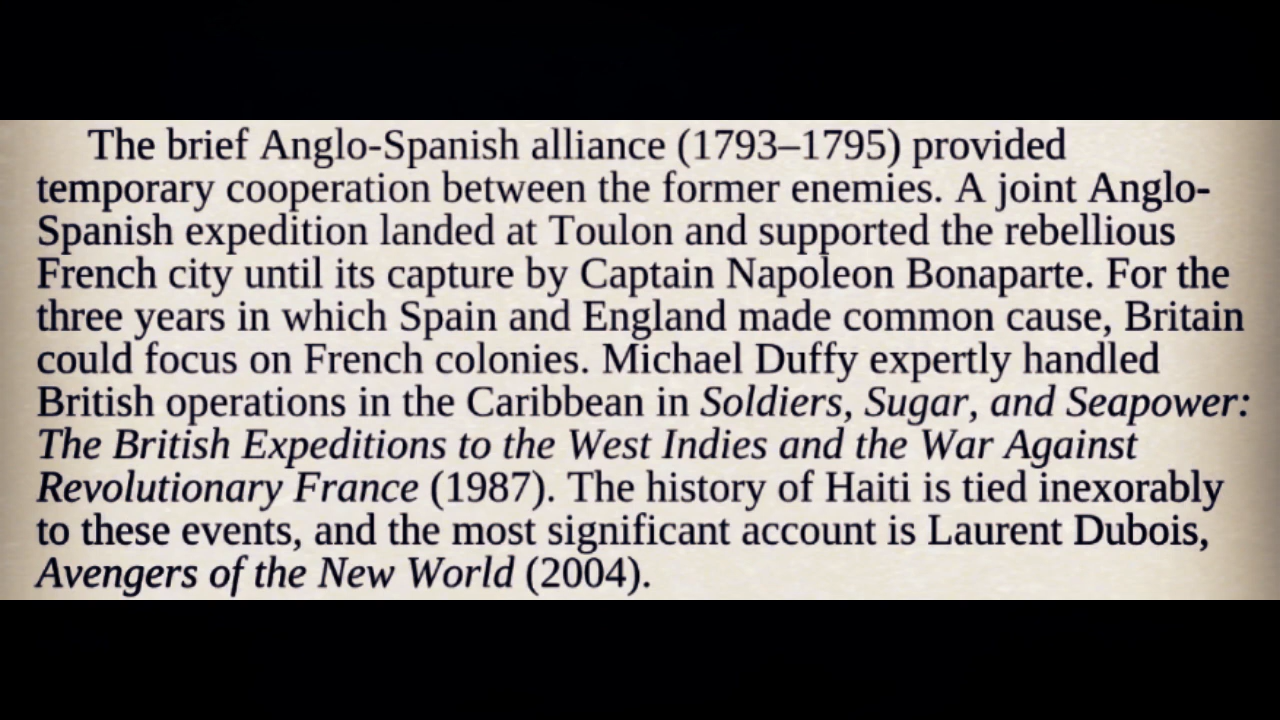 The brief Anglo-Spanish alliance (1793–1795) provided
temporary cooperation between the former enemies. A joint Anglo-
Spanish expedition landed at Toulon and supported the rebellious
French city until its capture by Captain Napoleon Bonaparte. For the
three years in which Spain and England made common cause, Britain
could focus on French colonies. Michael Duffy expertly handled
British operations in the Caribbean in Soldiers, Sugar, and Seapower:
The British Expeditions to the West Indies and the War Against
Revolutionary France (1987). The history of Haiti is tied inexorably
to these events, and the most significant account is Laurent Dubois,
Avengers of the New World (2004).